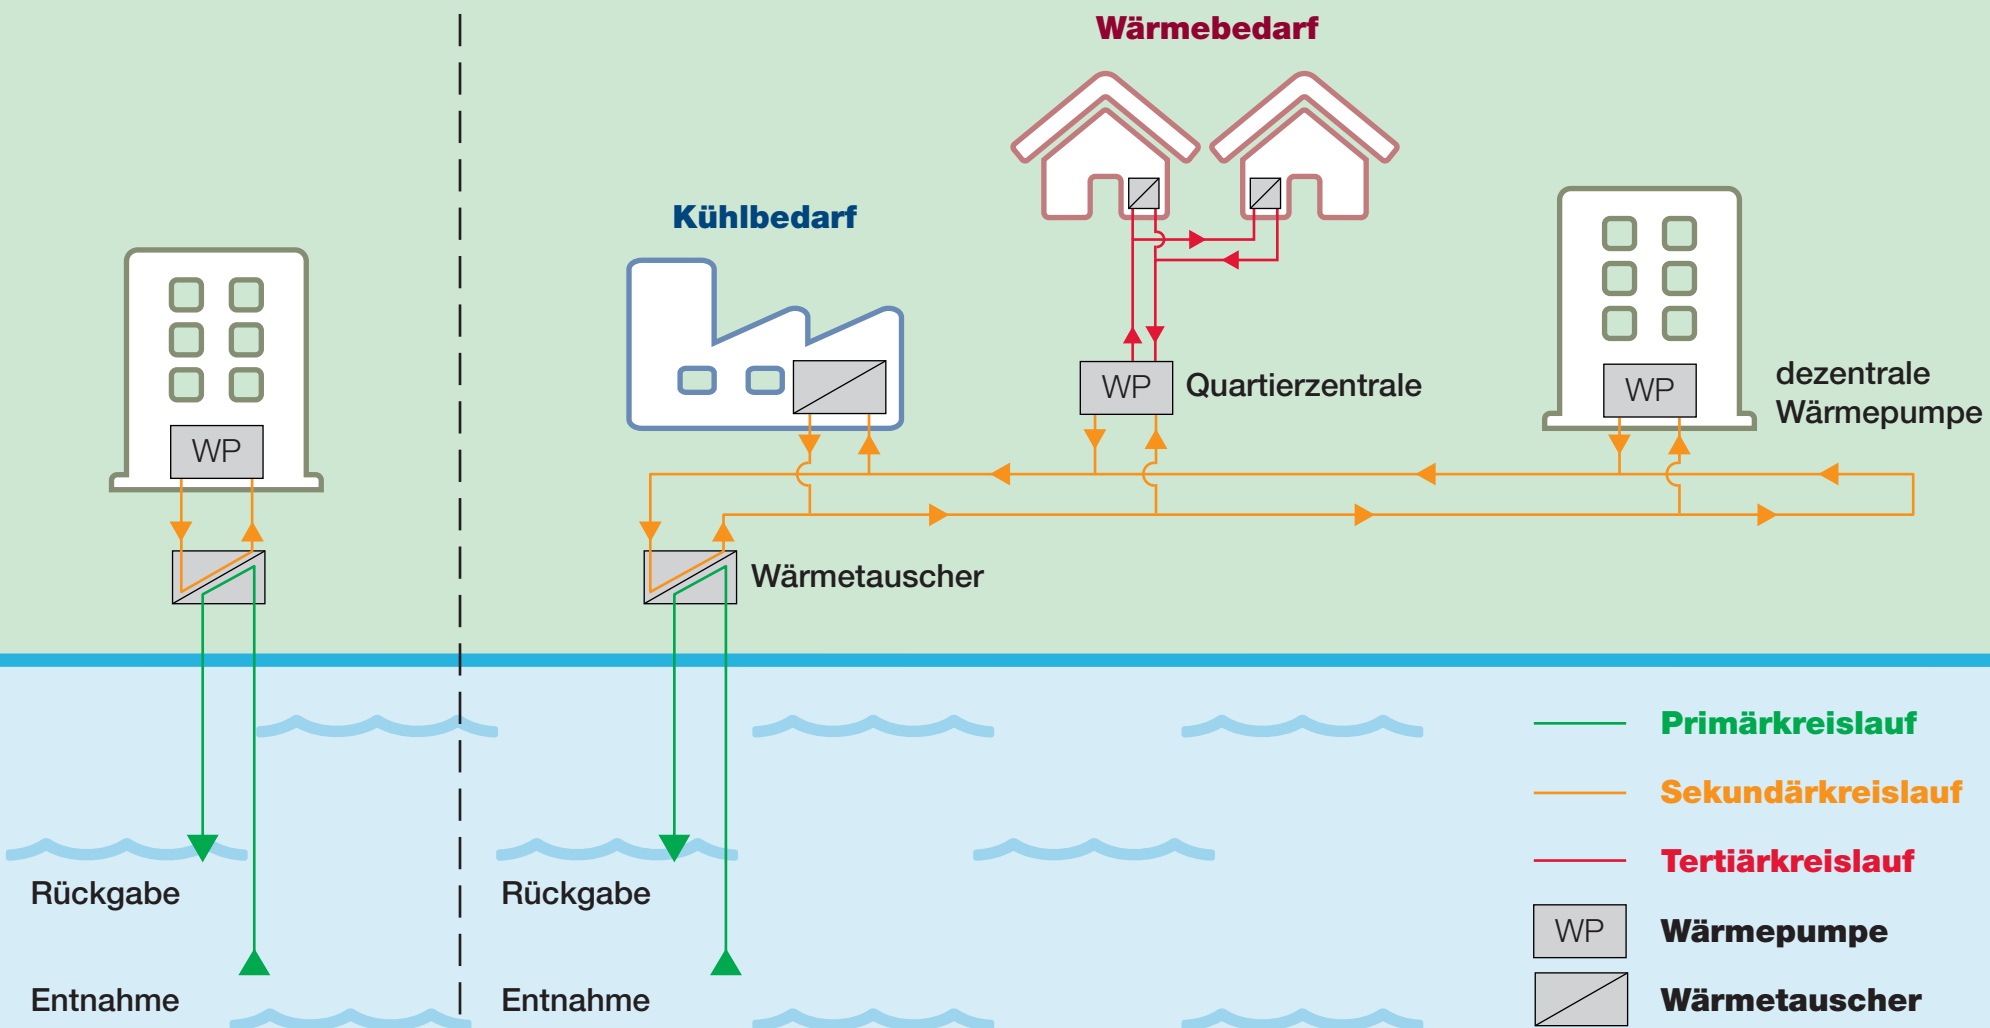 Wärmebedarf
Kühlbedarf
WP
WP
Quartierzentrale
WP
dezentrale
Wärmepumpe
Wärmetauscher
Rückgabe
Entnahme
Rückgabe
Entnahme
Primärkreislauf
Sekundärkreislauf
Tertiärkreislauf
WP
Wärmepumpe
Wärmetauscher